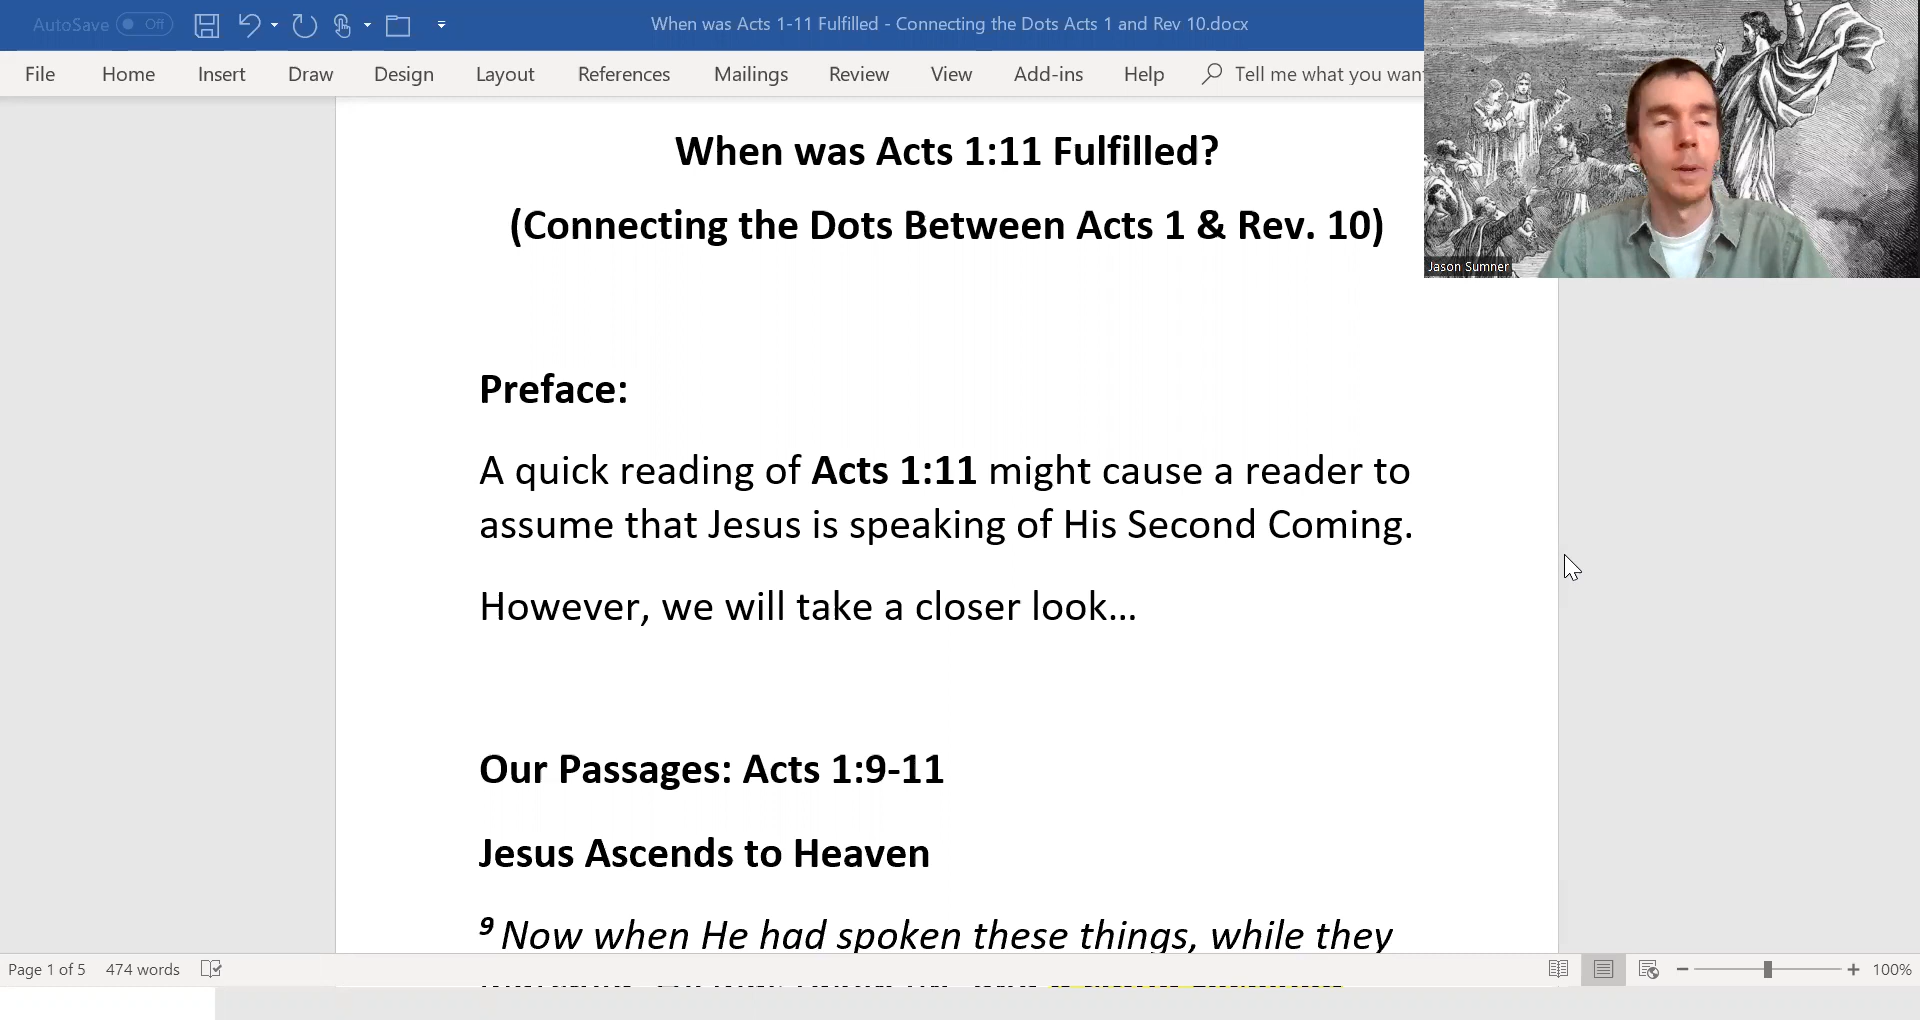 AutoSave Off
When was Acts 1-11 Fulfilled - Connecting the Dots Acts 1 and Rev 10.docx
File Home Insert Draw Design Layout References Mailings Review View Add-ins Help Tell me what you wan
Jason Sumner
When was Acts 1:11 Fulfilled?
(Connecting the Dots Between Acts 1 & Rev. 10)
Preface:
A quick reading of Acts 1:11 might cause a reader to
assume that Jesus is speaking of His Second Coming.
However, we will take a closer look...
Our Passages: Acts 1:9-11
Jesus Ascends to Heaven
9 Now when He had spoken these things, while they
Page 1 of 5 474 words 100%